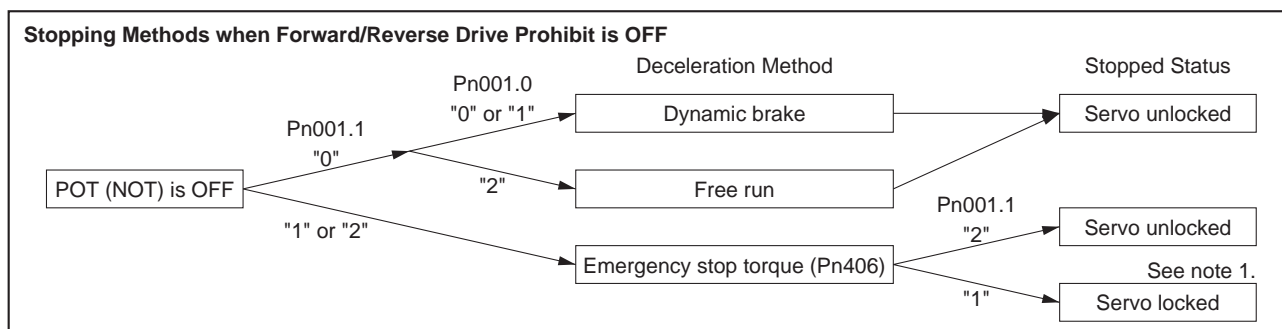 Stopping Methods when Forward/Reverse Drive Prohibit is OFF
Deceleration Method
Stopped Status
Pn001.0
"0" or "1"
Dynamic brake
Servo unlocked
Pn001.1
"0"
POT (NOT) is OFF
"2"
Free run
"1" or "2"
Pn001.1
"2"
Servo unlocked
Emergency stop torque (Pn406)
See note 1.
"1"
Servo locked